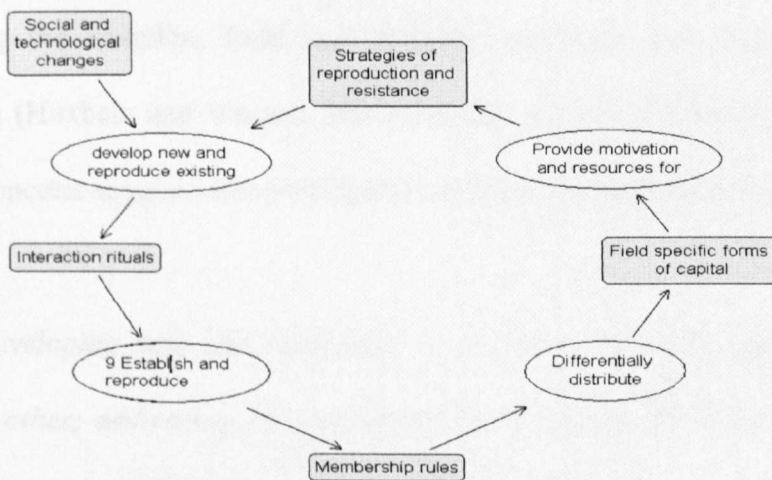 Social and
technological
changes
Strategies of
reproduction and
resistance
develop new and
reproduce existing
Provide motivation
and resources for
Interaction rituals
Field specific forms
of capital
9 Establish and
reproduce
Differentially
distribute
Membership rules